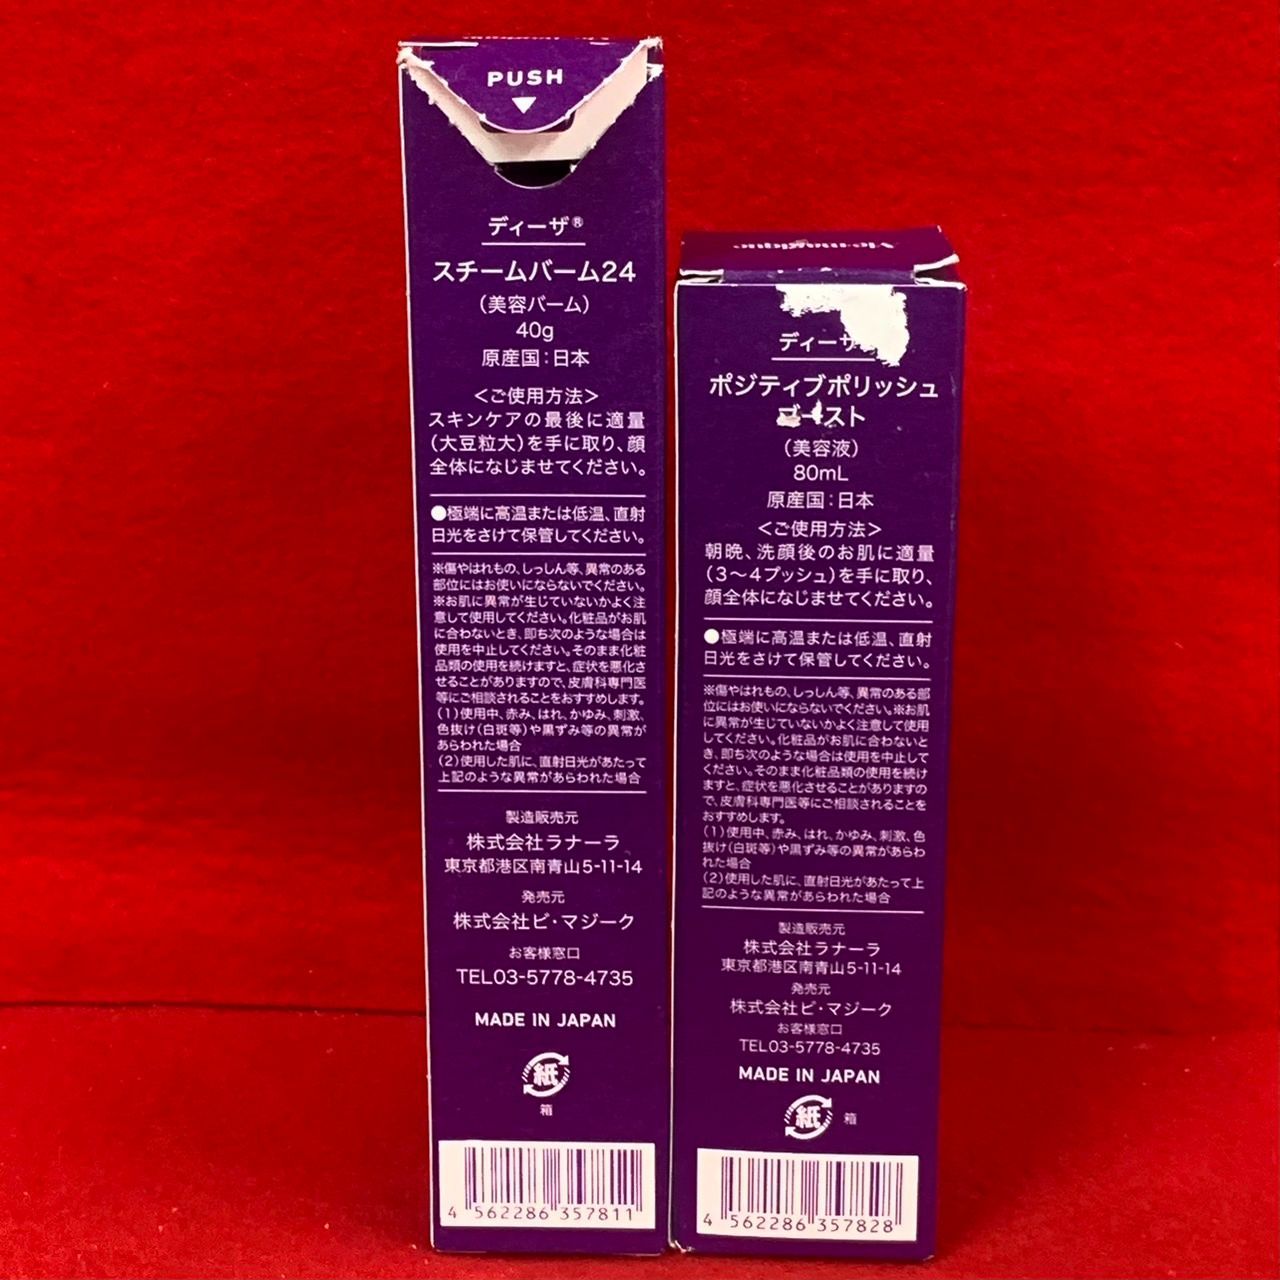 PUSH
ディーザ®
スチームバーム24
(美容バーム)
40g
原産国:日本
<ご使用方法>
スキンケアの最後に適量
(大豆粒大)を手に取り、顔
全体になじませてください。
●極端に高温または低温、直射
日光をさけて保管してください。
※傷やはれもの、しっしん等、異常のある
部位にはお使いにならないでください。
※お肌に異常が生じていないかよく注
意して使用してください。化粧品がお肌
に合わないとき、即ち次のような場合は
使用を中止してください。そのまま化粧
品類の使用を続けますと、症状を悪化さ
せることがありますので、皮膚科専門医
等にご相談されることをおすすめします。
(1)使用中、赤み、はれ、かゆみ、刺激、
色抜け(白斑等)や黒ずみ等の異常が
あらわれた場合
(2)使用した肌に、直射日光があたって
上記のような異常があらわれた場合
製造販売元
株式会社ラナーラ
東京都港区南青山5-11-14
発売元
株式会社ビ・マジーク
お客様窓口
TEL03-5778-4735
MADE IN JAPAN
紙
箱
4 562286 357811
ディーザ
ポジティブポリッシュ
スト
(美容液)
80mL
原産国:日本
<ご使用方法>
朝晩、洗顔後のお肌に適量
(3〜4プッシュ)を手に取り、
顔全体になじませてください。
●極端に高温または低温、直射
日光をさけて保管してください。
※傷やはれもの、しっしん等、異常のある部
位にはお使いにならないでください。※お肌
に異常が生じていないかよく注意して使用
してください。化粧品がお肌に合わないと
き、即ち次のような場合は使用を中止して
ください。そのまま化粧品類の使用を続け
ますと、症状を悪化させることがありますの
で、皮膚科専門医等にご相談されることを
おすすめします。
(1)使用中、赤み、はれ、かゆみ、刺激、色
抜け(白斑等)や黒ずみ等の異常があらわ
れた場合
(2)使用した肌に、直射日光があたって上
記のような異常があらわれた場合
製造販売元
株式会社ラナーラ
東京都港区南青山5-11-14
発売元
株式会社ビ・マジーク
お客様窓口
TEL03-5778-4735
MADE IN JAPAN
紙
箱
4 562286 357828